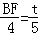 BF/4 = t/5